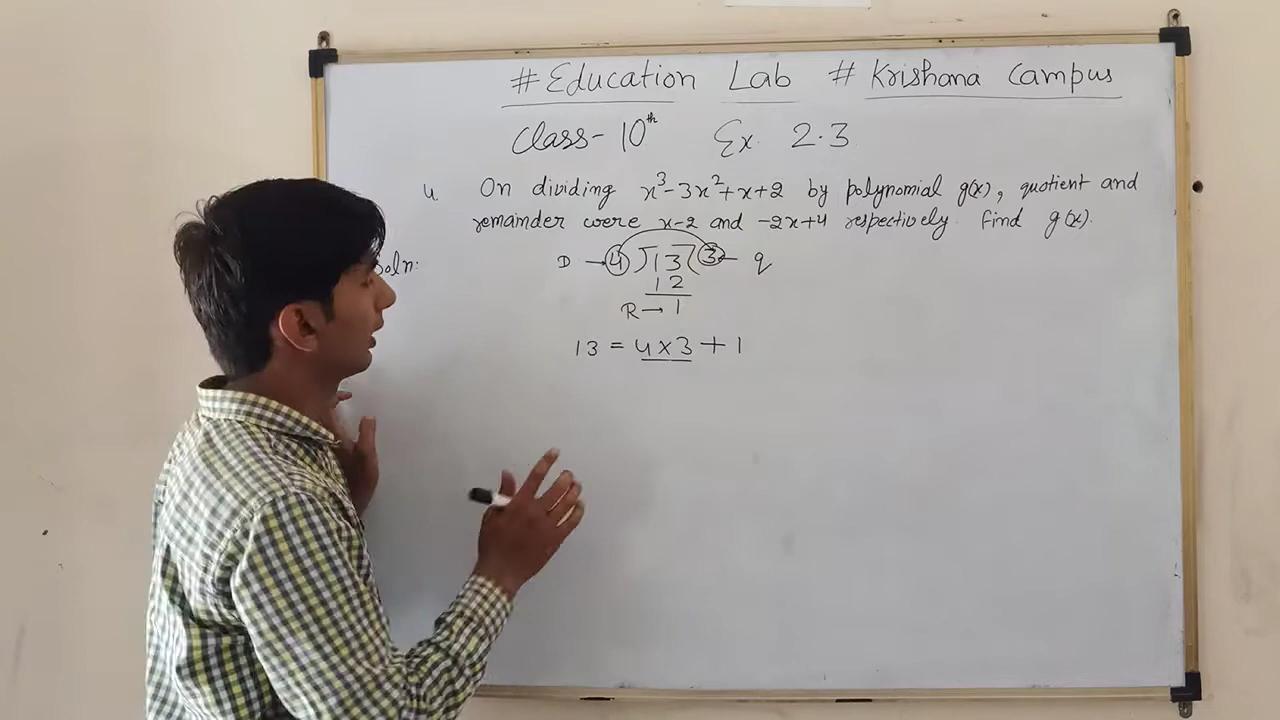 # Education Lab # Krishana Campus
Class- 10th Ex. 2.3
4. On dividing x³-3x²+x+2 by polynomial g(x), quotient and
remainder were x-2 and -2x+4 respectively. Find g(x).
Soln:
D → 4 ) 13 ( 3 ← q
12
R → 1
13 = 4×3 + 1